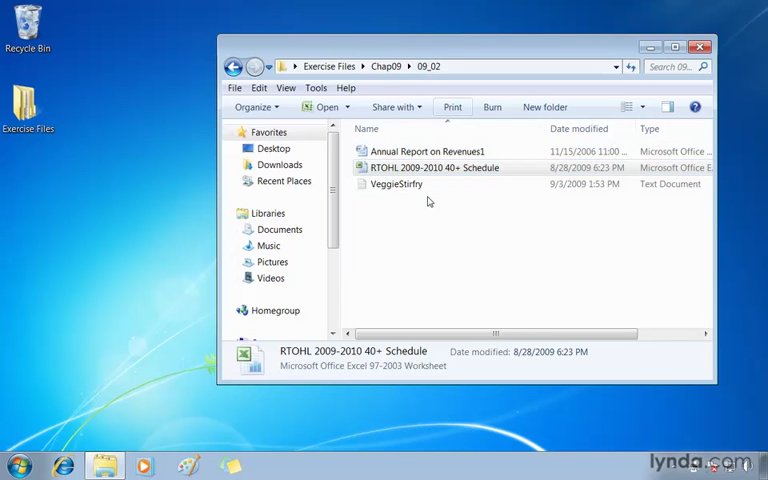 Recycle Bin
Exercise Files
Exercise Files
Chap09
09_02
Search 09...
File
Edit
View
Tools
Help
Organize
Open
Share with
Print
Burn
New folder
Name
Date modified
Type
Favorites
Desktop
Downloads
Recent Places
Libraries
Documents
Music
Pictures
Videos
Homegroup
Annual Report on Revenues1
11/15/2006 11:00 ...
Microsoft Office ...
RTOHL 2009-2010 40+ Schedule
8/28/2009 6:23 PM
Microsoft Office E...
VeggieStirfry
9/3/2009 1:53 PM
Text Document
RTOHL 2009-2010 40+ Schedule
Date modified: 8/28/2009 6:23 PM
Microsoft Office Excel 97-2003 Worksheet
lynda.com